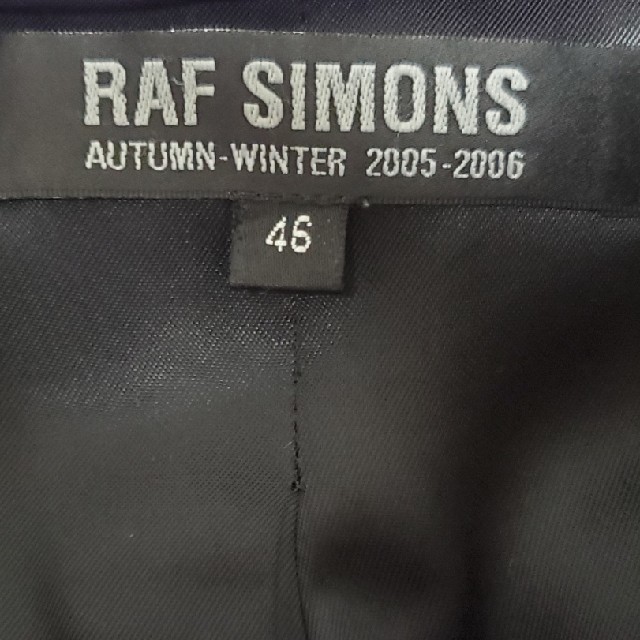 RAF SIMONS
AUTUMN-WINTER 2005-2006
46